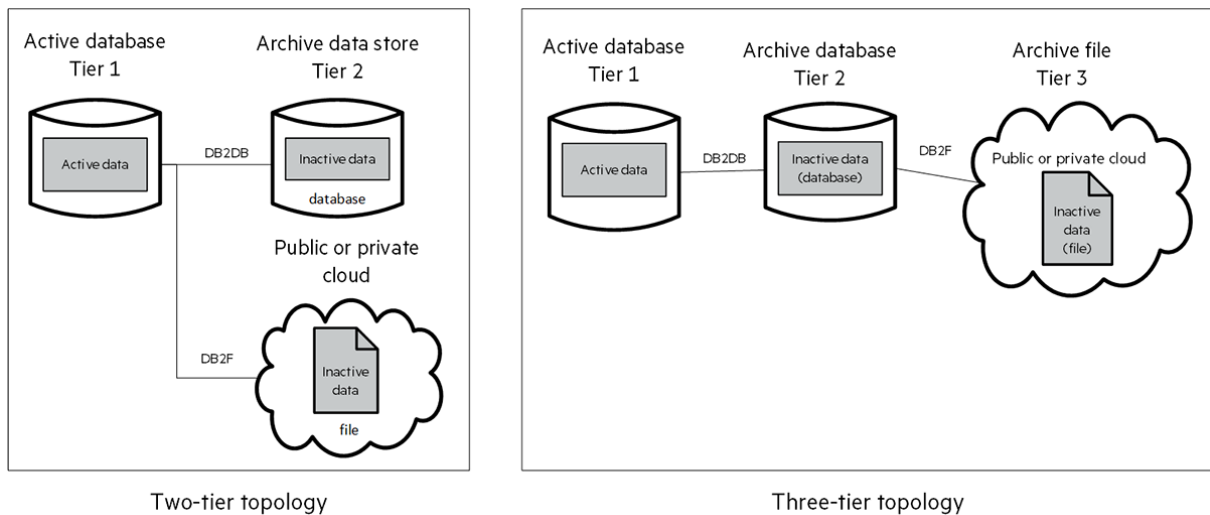 Active database
Tier 1
Archive data store
Tier 2
Active data
DB2DB
Inactive data
database
Public or private
cloud
DB2F
Inactive
data
file
Two-tier topology
Active database
Tier 1
Archive database
Tier 2
Archive file
Tier 3
Active data
DB2DB
Inactive data
(database)
DB2F
Public or private cloud
Inactive
data
(file)
Three-tier topology